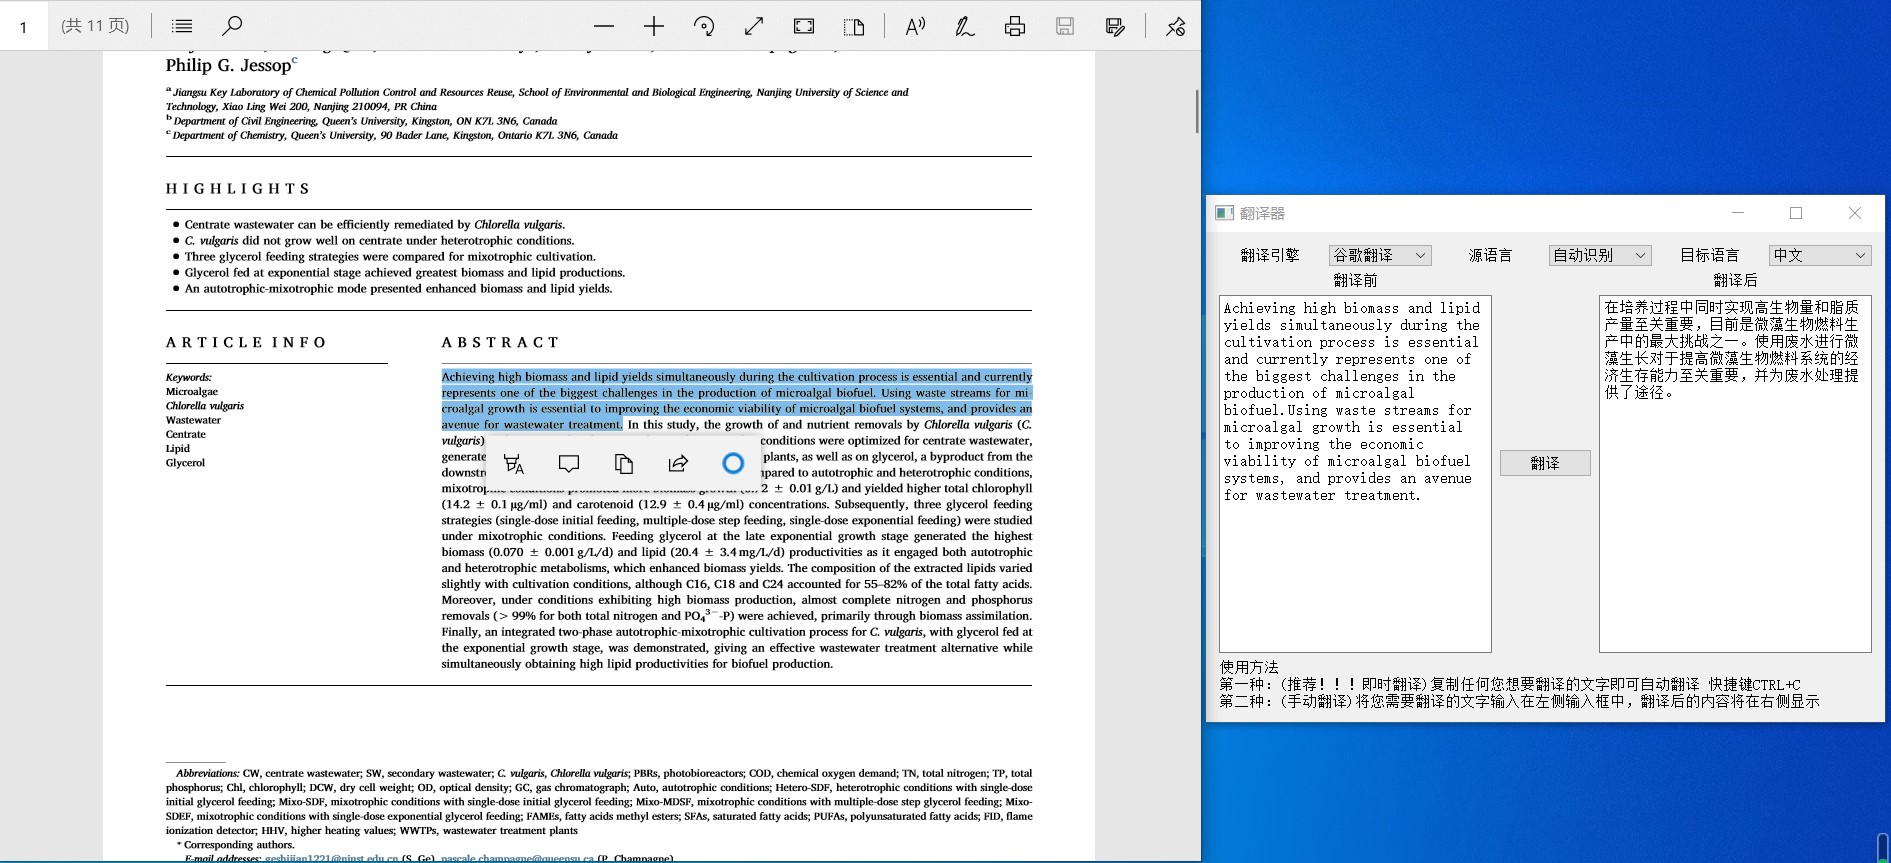 1 (共 11 页)
Philip G. Jessopc
a Jiangsu Key Laboratory of Chemical Pollution Control and Resources Reuse, School of Environmental and Biological Engineering, Nanjing University of Science and
Technology, Xiao Ling Wei 200, Nanjing 210094, PR China
b Department of Civil Engineering, Queen's University, Kingston, ON K7L 3N6, Canada
c Department of Chemistry, Queen's University, 90 Bader Lane, Kingston, Ontario K7L 3N6, Canada
HIGHLIGHTS
• Centrate wastewater can be efficiently remediated by Chlorella vulgaris.
• C. vulgaris did not grow well on centrate under heterotrophic conditions.
• Three glycerol feeding strategies were compared for mixotrophic cultivation.
• Glycerol fed at exponential stage achieved greatest biomass and lipid productions.
• An autotrophic-mixotrophic mode presented enhanced biomass and lipid yields.
ARTICLE INFO
Keywords:
Microalgae
Chlorella vulgaris
Wastewater
Centrate
Lipid
Glycerol
ABSTRACT
Achieving high biomass and lipid yields simultaneously during the cultivation process is essential and currently
represents one of the biggest challenges in the production of microalgal biofuel. Using waste streams for mi-
croalgal growth is essential to improving the economic viability of microalgal biofuel systems, and provides an
avenue for wastewater treatment. In this study, the growth of and nutrient removals by Chlorella vulgaris (C.
vulgaris) conditions were optimized for centrate wastewater,
generate plants, as well as on glycerol, a byproduct from the
downstr pared to autotrophic and heterotrophic conditions,
mixotrop 2 ± 0.01 g/L) and yielded higher total chlorophyll
(14.2 ± 0.1 μg/ml) and carotenoid (12.9 ± 0.4 μg/ml) concentrations. Subsequently, three glycerol feeding
strategies (single-dose initial feeding, multiple-dose step feeding, single-dose exponential feeding) were studied
under mixotrophic conditions. Feeding glycerol at the late exponential growth stage generated the highest
biomass (0.070 ± 0.001 g/L/d) and lipid (20.4 ± 3.4 mg/L/d) productivities as it engaged both autotrophic
and heterotrophic metabolisms, which enhanced biomass yields. The composition of the extracted lipids varied
slightly with cultivation conditions, although C16, C18 and C24 accounted for 55–82% of the total fatty acids.
Moreover, under conditions exhibiting high biomass production, almost complete nitrogen and phosphorus
removals (> 99% for both total nitrogen and PO₄³⁻-P) were achieved, primarily through biomass assimilation.
Finally, an integrated two-phase autotrophic-mixotrophic cultivation process for C. vulgaris, with glycerol fed at
the exponential growth stage, was demonstrated, giving an effective wastewater treatment alternative while
simultaneously obtaining high lipid productivities for biofuel production.
Abbreviations: CW, centrate wastewater; SW, secondary wastewater; C. vulgaris, Chlorella vulgaris; PBRs, photobioreactors; COD, chemical oxygen demand; TN, total nitrogen; TP, total
phosphorus; Chl, chlorophyll; DCW, dry cell weight; OD, optical density; GC, gas chromatograph; Auto, autotrophic conditions; Hetero-SDF, heterotrophic conditions with single-dose
initial glycerol feeding; Mixo-SDF, mixotrophic conditions with single-dose initial glycerol feeding; Mixo-MDSF, mixotrophic conditions with multiple-dose step glycerol feeding; Mixo-
SDEF, mixotrophic conditions with single-dose exponential glycerol feeding; FAMEs, fatty acids methyl esters; SFAs, saturated fatty acids; PUFAs, polyunsaturated fatty acids; FID, flame
ionization detector; HHV, higher heating values; WWTPs, wastewater treatment plants
* Corresponding authors.
E-mail addresses: geshijian1221@njust.edu.cn (S. Ge), pascale.champagne@queensu.ca (P. Champagne)
翻译器
翻译引擎 谷歌翻译 源语言 自动识别 目标语言 中文
翻译前 翻译后
Achieving high biomass and lipid
yields simultaneously during the
cultivation process is essential
and currently represents one of
the biggest challenges in the
production of microalgal
biofuel.Using waste streams for
microalgal growth is essential
to improving the economic
viability of microalgal biofuel
systems, and provides an avenue
for wastewater treatment.
翻译
在培养过程中同时实现高生物量和脂质
产量至关重要，目前是微藻生物燃料生
产中的最大挑战之一。使用废水进行微
藻生长对于提高微藻生物燃料系统的经
济生存能力至关重要，并为废水处理提
供了途径。
使用方法
第一种：(推荐！！！即时翻译)复制任何您想要翻译的文字即可自动翻译 快捷键CTRL+C
第二种：(手动翻译)将您需要翻译的文字输入在左侧输入框中，翻译后的内容将在右侧显示